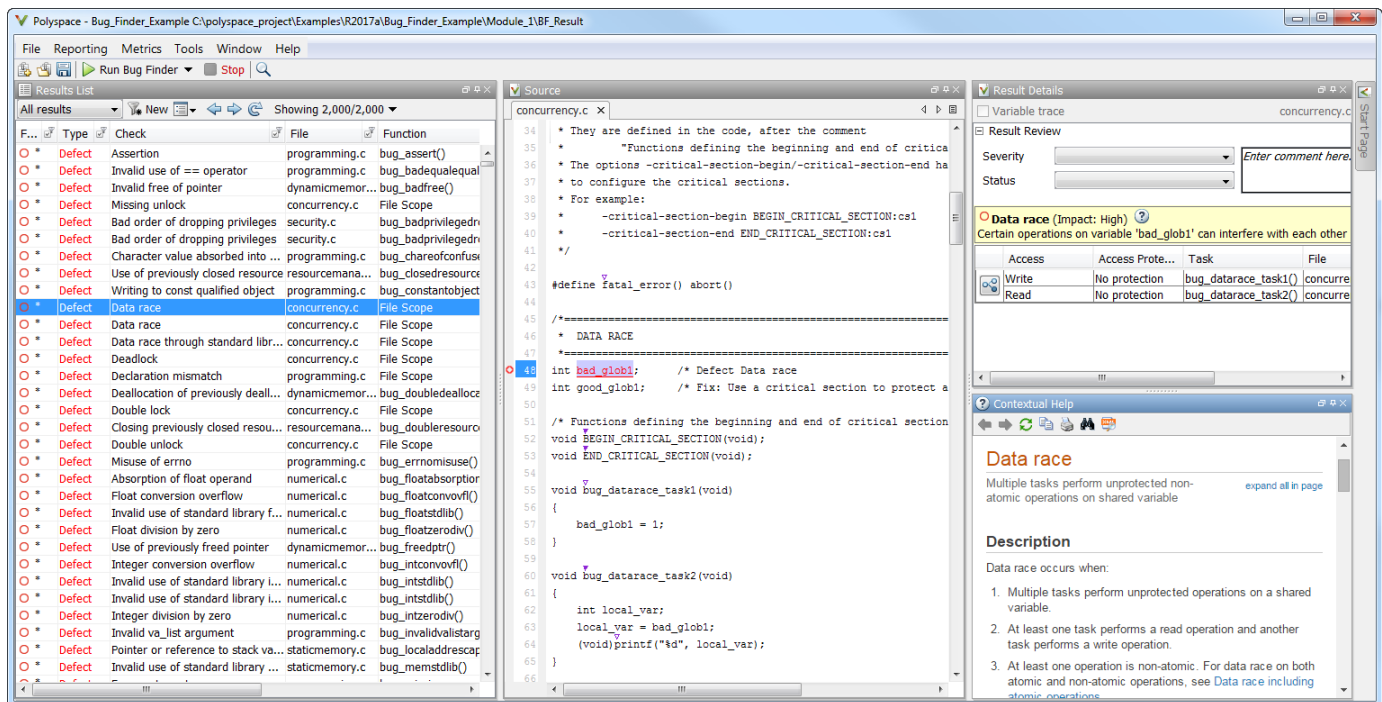 Polyspace - Bug_Finder_Example C:\polyspace_project\Examples\R2017a\Bug_Finder_Example\Module_1\BF_Result
File Reporting Metrics Tools Window Help
Run Bug Finder Stop
Results List
All results New Showing 2,000/2,000
F... Type Check File Function
* Defect Assertion programming.c bug_assert()
* Defect Invalid use of == operator programming.c bug_badequalequal
* Defect Invalid free of pointer dynamicmemor... bug_badfree()
* Defect Missing unlock concurrency.c File Scope
* Defect Bad order of dropping privileges security.c bug_badprivilegedr
* Defect Bad order of dropping privileges security.c bug_badprivilegedr
* Defect Character value absorbed into ... programming.c bug_chareofconfuse
* Defect Use of previously closed resource resourcemana... bug_closedresource
* Defect Writing to const qualified object programming.c bug_constantobject
* Defect Data race concurrency.c File Scope
* Defect Data race concurrency.c File Scope
* Defect Data race through standard libr... concurrency.c File Scope
* Defect Deadlock concurrency.c File Scope
* Defect Declaration mismatch programming.c File Scope
* Defect Deallocation of previously deall... dynamicmemor... bug_doubledealloca
* Defect Double lock concurrency.c File Scope
* Defect Closing previously closed resou... resourcemana... bug_doubleresourc
* Defect Double unlock concurrency.c File Scope
* Defect Misuse of errno programming.c bug_errnomisuse()
* Defect Absorption of float operand numerical.c bug_floatabsorption
* Defect Float conversion overflow numerical.c bug_floatconvovfl()
* Defect Invalid use of standard library f... numerical.c bug_floatstdlib()
* Defect Float division by zero numerical.c bug_floatzerodiv()
* Defect Use of previously freed pointer dynamicmemor... bug_freedptr()
* Defect Integer conversion overflow numerical.c bug_intconvovfl()
* Defect Invalid use of standard library i... numerical.c bug_intstdlib()
* Defect Invalid use of standard library i... numerical.c bug_intstdlib()
* Defect Integer division by zero numerical.c bug_intzerodiv()
* Defect Invalid va_list argument programming.c bug_invalidvalistarg
* Defect Pointer or reference to stack va... staticmemory.c bug_localaddrescap
* Defect Invalid use of standard library ... staticmemory.c bug_memstdlib()
Source
concurrency.c
34 * They are defined in the code, after the comment
35 * "Functions defining the beginning and end of critica
36 * The options -critical-section-begin/-critical-section-end ha
37 * to configure the critical sections.
38 * For example:
39 * -critical-section-begin BEGIN_CRITICAL_SECTION:cs1
40 * -critical-section-end END_CRITICAL_SECTION:cs1
41 */
42
43 #define fatal_error() abort()
44
45 /*==============================================================
46 * DATA RACE
47 *==============================================================
48 int bad_glob1; /* Defect Data race
49 int good_glob1; /* Fix: Use a critical section to protect a
50
51 /* Functions defining the beginning and end of critical section
52 void BEGIN_CRITICAL_SECTION(void);
53 void END_CRITICAL_SECTION(void);
54
55 void bug_datarace_task1(void)
56 {
57 bad_glob1 = 1;
58 }
59
60 void bug_datarace_task2(void)
61 {
62 int local_var;
63 local_var = bad_glob1;
64 (void)printf("%d", local_var);
65 }
66
Result Details
Variable trace concurrency.c
Result Review
Severity
Enter comment here.
Status
Data race (Impact: High)
Certain operations on variable 'bad_glob1' can interfere with each other
Access Access Prote... Task File
Write No protection bug_datarace_task1() concurre
Read No protection bug_datarace_task2() concurre
Start Page
Contextual Help
Data race
Multiple tasks perform unprotected non-
atomic operations on shared variable
expand all in page
Description
Data race occurs when:
1. Multiple tasks perform unprotected operations on a shared
variable.
2. At least one task performs a read operation and another
task performs a write operation.
3. At least one operation is non-atomic. For data race on both
atomic and non-atomic operations, see Data race including
atomic operations